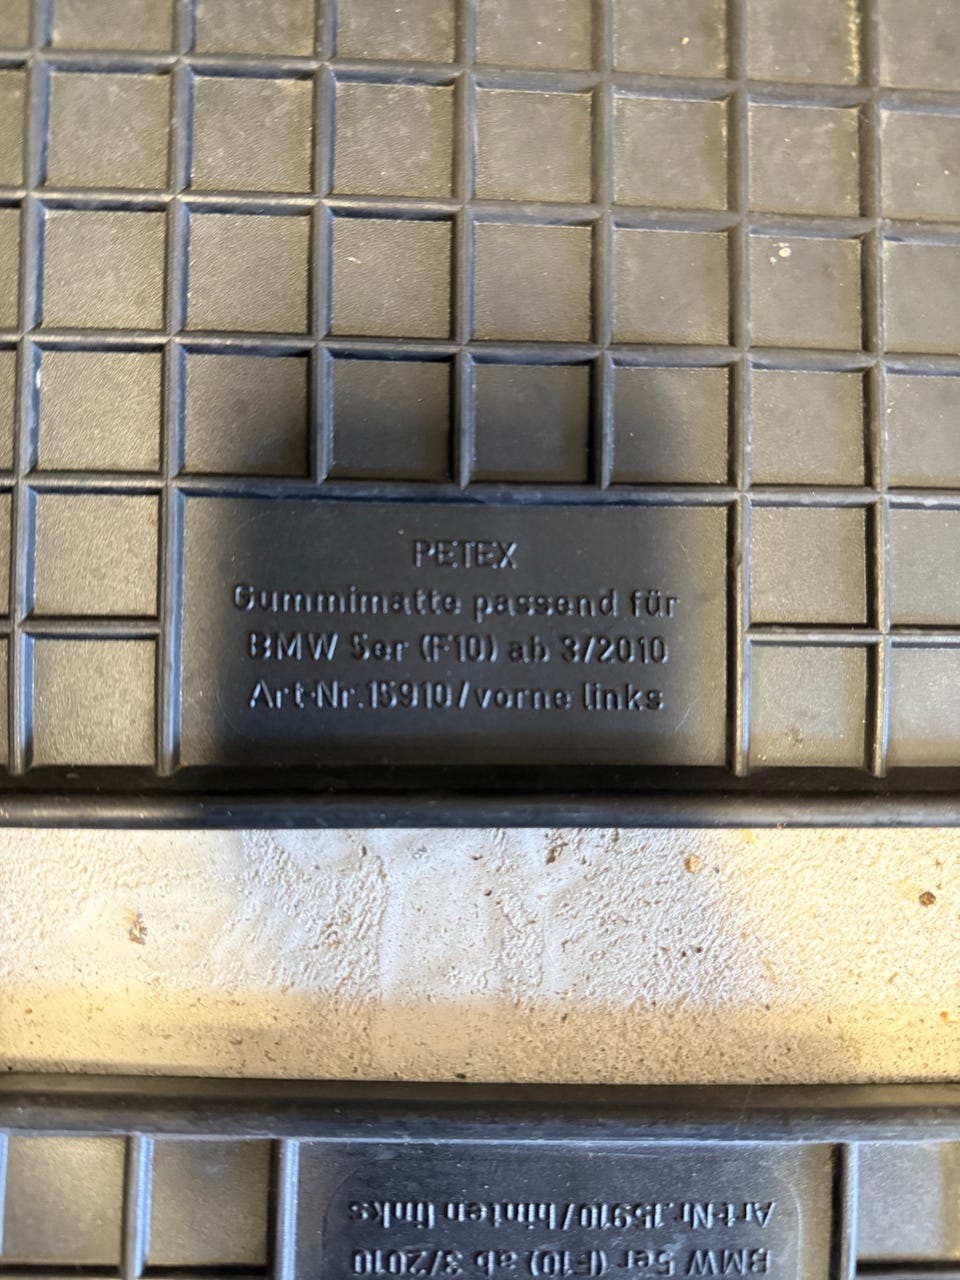 PETEX
Gummimatte passend für
BMW 5er (F10) ab 3/2010
Art-Nr.15910/vorne links
BMW 5er (F10) ab 3/2010
Art-Nr.15910/hinten links